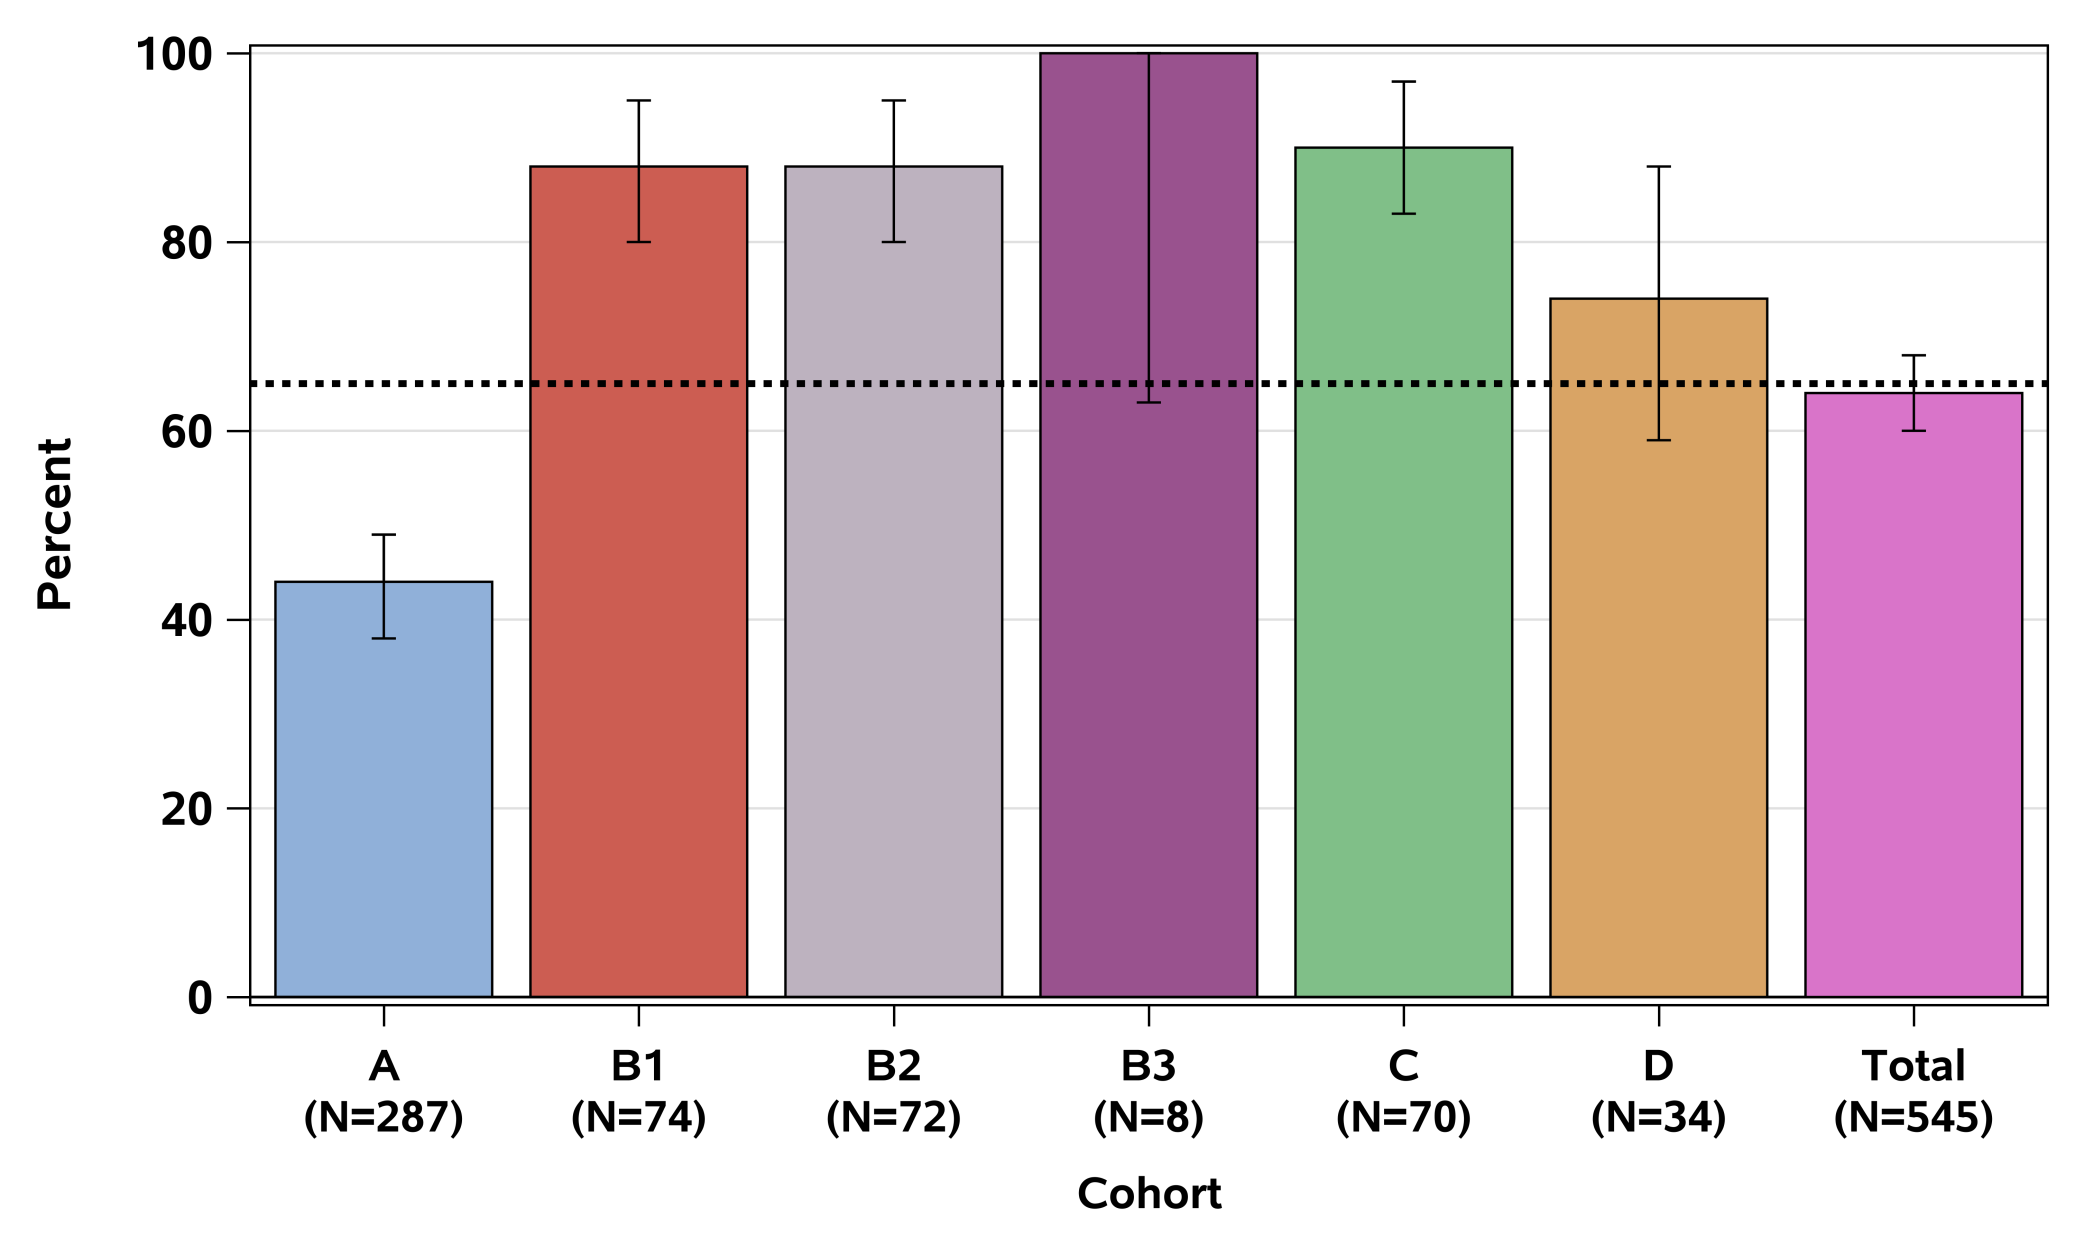 Percent
100
80
60
40
20
0
A B1 B2 B3 C D Total
(N=287) (N=74) (N=72) (N=8) (N=70) (N=34) (N=545)
Cohort